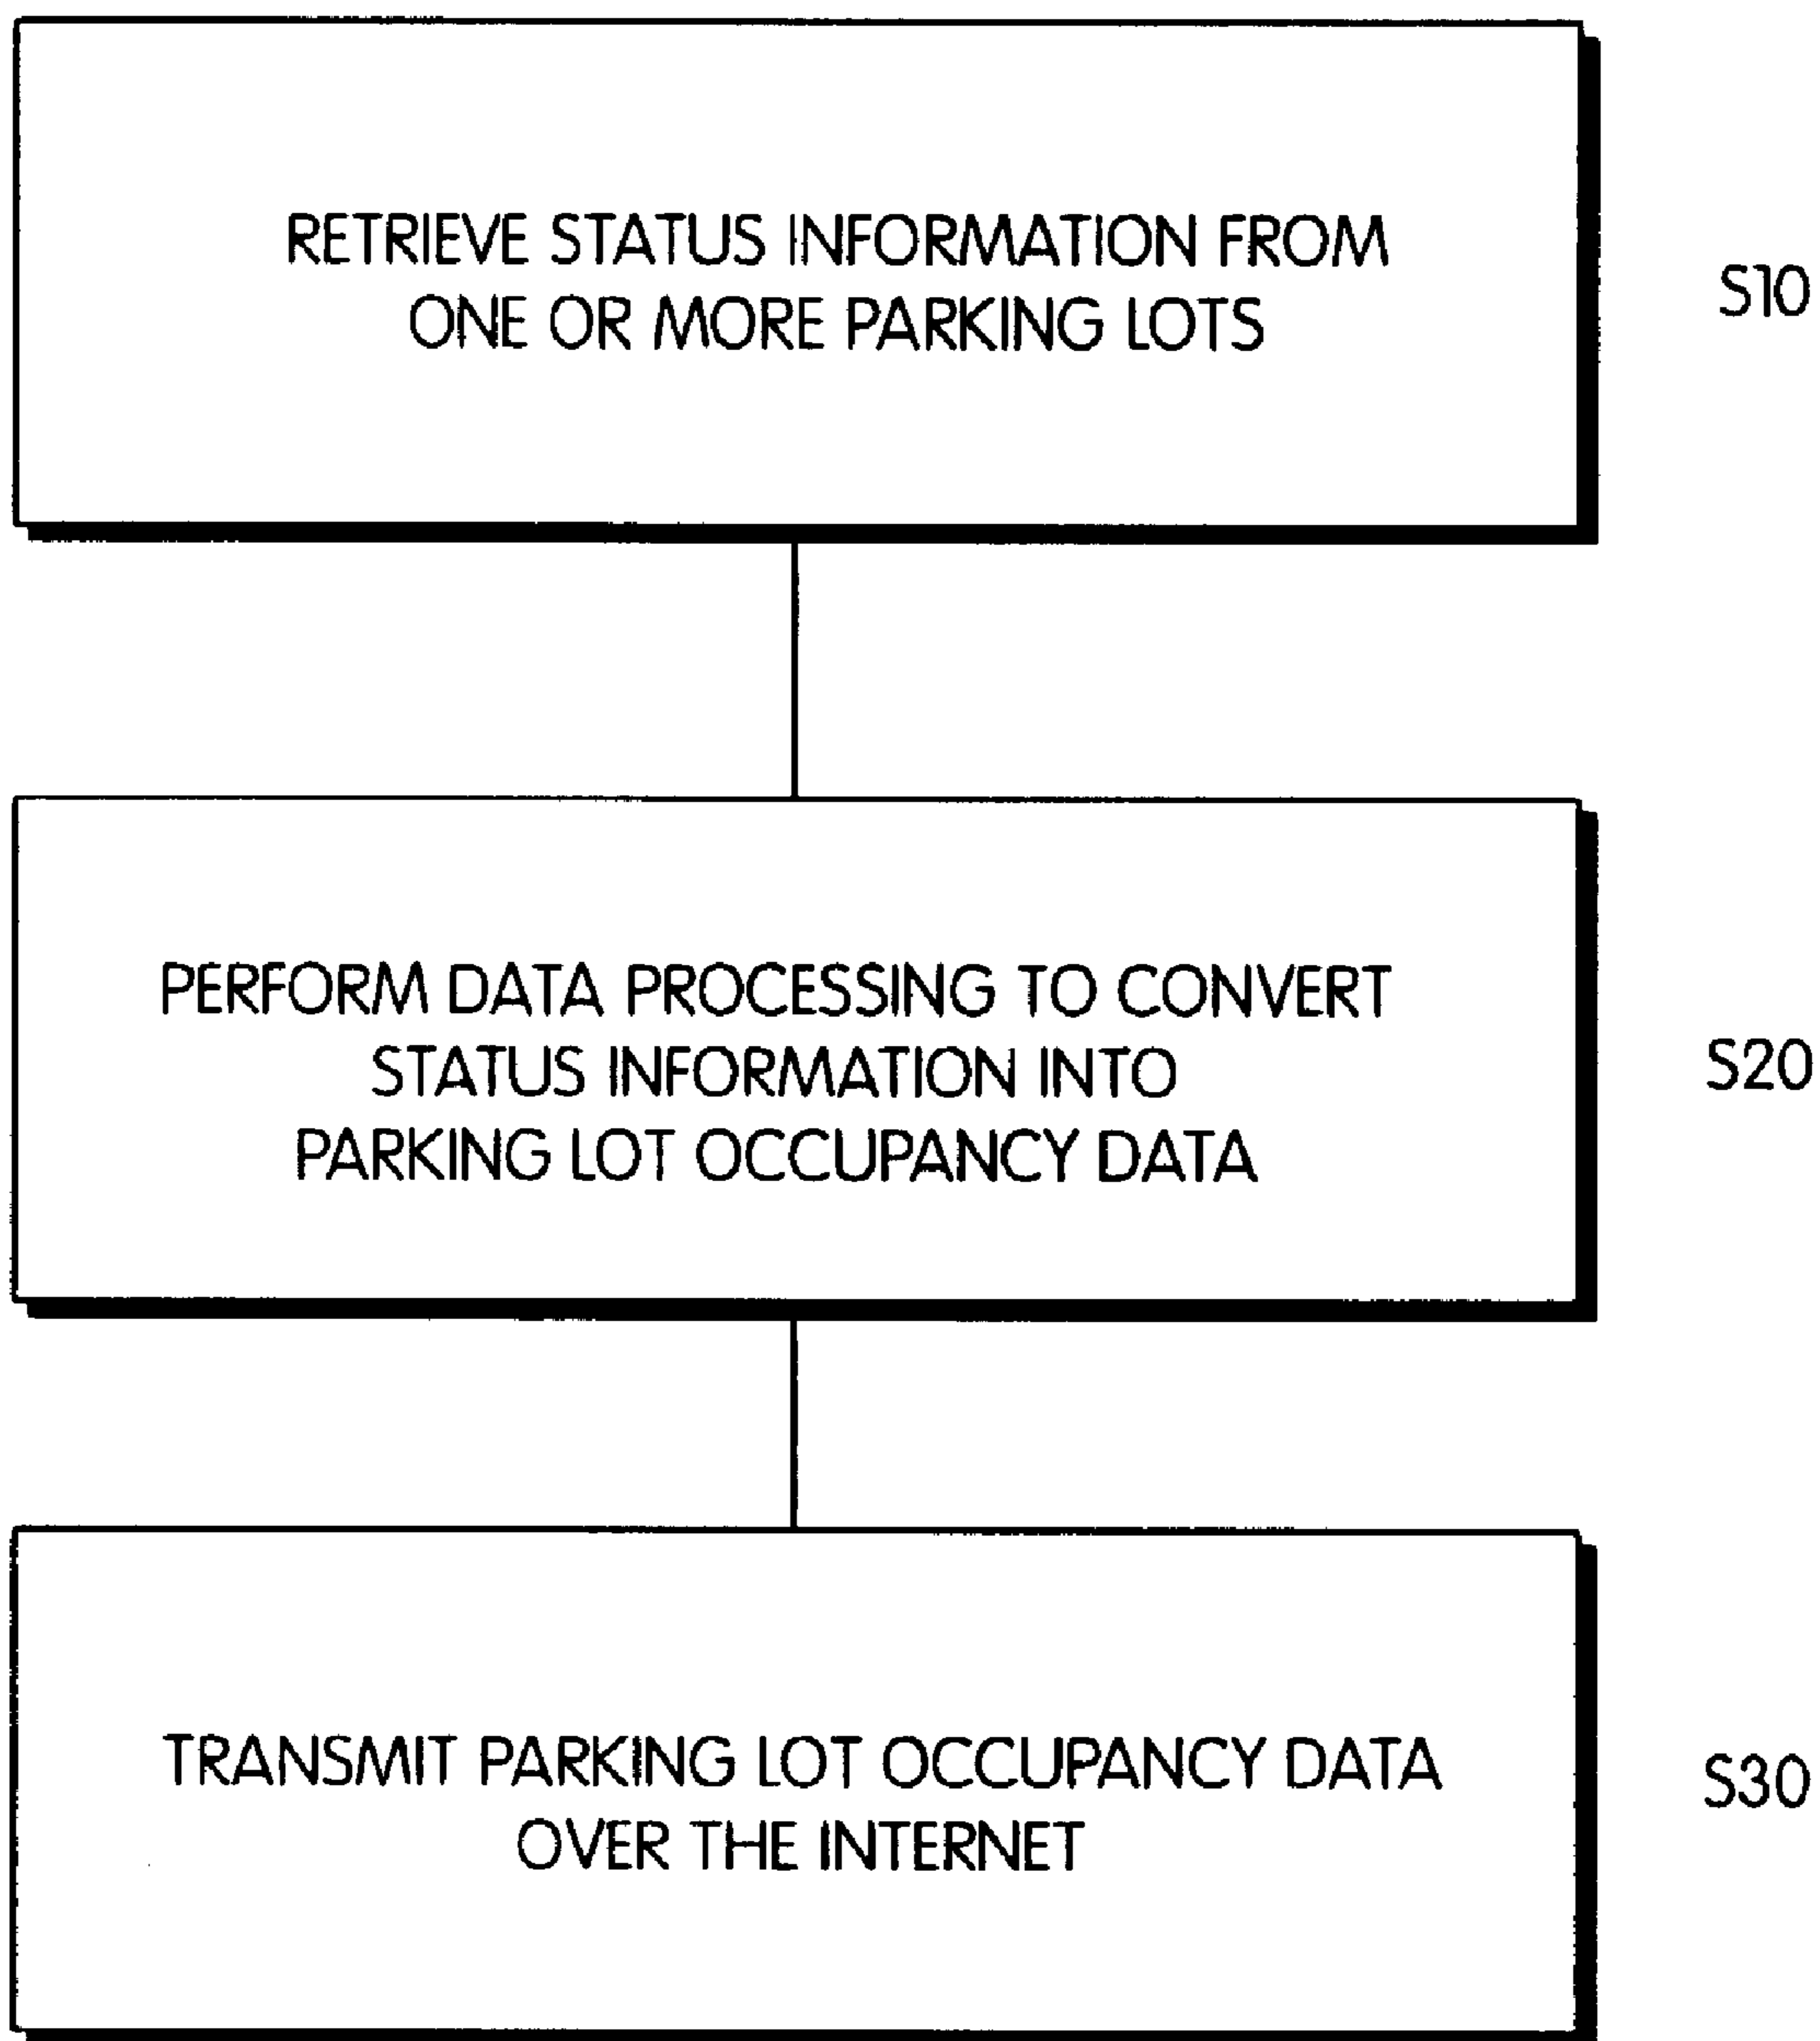 RETRIEVE STATUS INFORMATION FROM
ONE OR MORE PARKING LOTS
S10
PERFORM DATA PROCESSING TO CONVERT
STATUS INFORMATION INTO
PARKING LOT OCCUPANCY DATA
S20
TRANSMIT PARKING LOT OCCUPANCY DATA
OVER THE INTERNET
S30